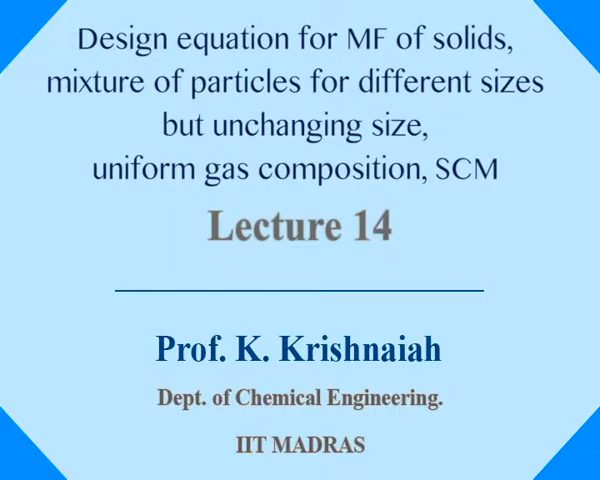 Design equation for MF of solids,
mixture of particles for different sizes
but unchanging size,
uniform gas composition, SCM
Lecture 14
Prof. K. Krishnaiah
Dept. of Chemical Engineering.
IIT MADRAS